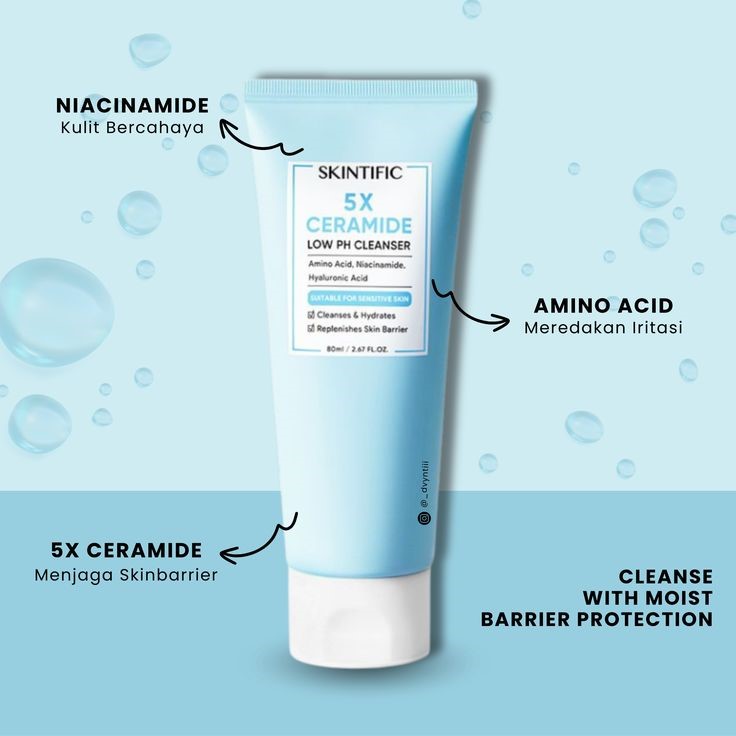 NIACINAMIDE
Kulit Bercahaya
SKINTIFIC
5X
CERAMIDE
LOW PH CLEANSER
Amino Acid, Niacinamide,
Hyaluronic Acid
SUITABLE FOR SENSITIVE SKIN
☑ Cleanses & Hydrates
☑ Replenishes Skin Barrier
80ml / 2.67 FL.OZ.
AMINO ACID
Meredakan Iritasi
@_dvyntiii
5X CERAMIDE
Menjaga Skinbarrier
CLEANSE
WITH MOIST
BARRIER PROTECTION